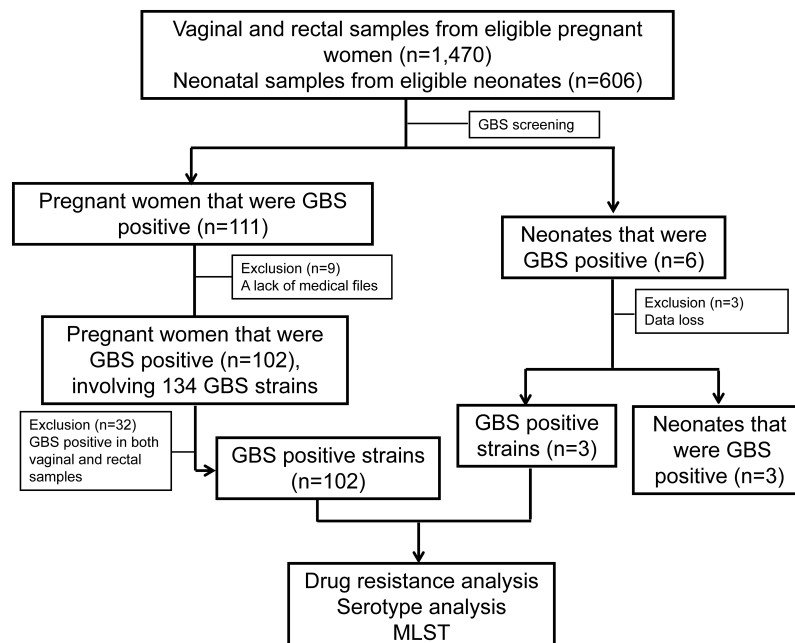 Vaginal and rectal samples from eligible pregnant
women (n=1,470)
Neonatal samples from eligible neonates (n=606)
GBS screening
Pregnant women that were GBS
positive (n=111)
Neonates that were
GBS positive (n=6)
Exclusion (n=9)
A lack of medical files
Exclusion (n=3)
Data loss
Pregnant women that were
GBS positive (n=102),
involving 134 GBS strains
Exclusion (n=32)
GBS positive in both
vaginal and rectal
samples
GBS positive strains
(n=102)
GBS positive
strains (n=3)
Neonates that
were GBS
positive (n=3)
Drug resistance analysis
Serotype analysis
MLST